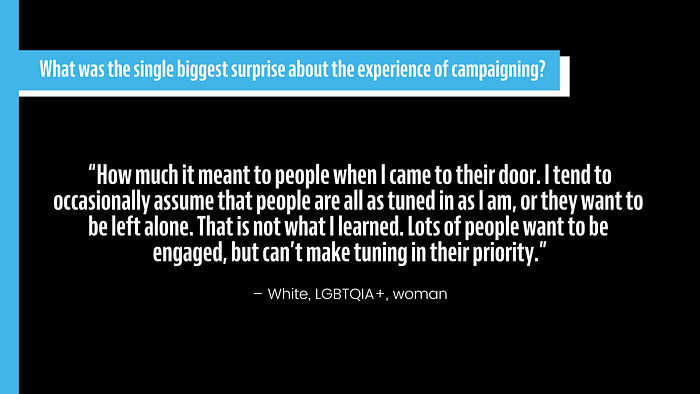 What was the single biggest surprise about the experience of campaigning?
“How much it meant to people when I came to their door. I tend to
occasionally assume that people are all as tuned in as I am, or they want to
be left alone. That is not what I learned. Lots of people want to be
engaged, but can’t make tuning in their priority.”
– White, LGBTQIA+, woman